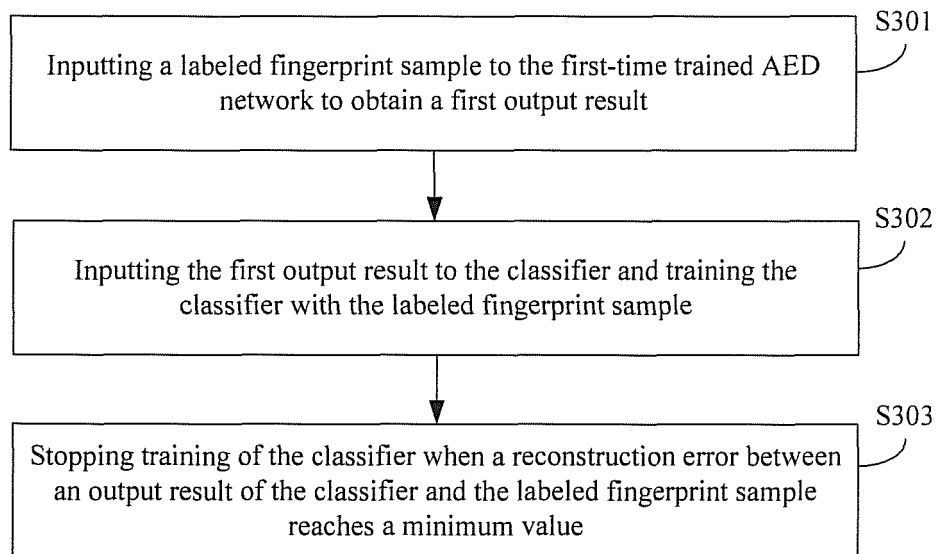 S301
Inputting a labeled fingerprint sample to the first-time trained AED
network to obtain a first output result
S302
Inputting the first output result to the classifier and training the
classifier with the labeled fingerprint sample
S303
Stopping training of the classifier when a reconstruction error between
an output result of the classifier and the labeled fingerprint sample
reaches a minimum value